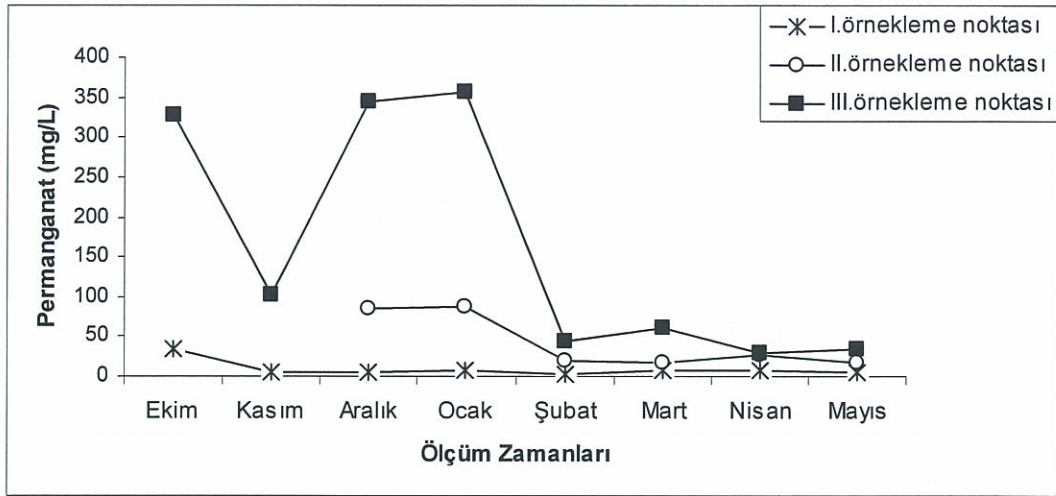 I.örnekleme noktası
II.örnekleme noktası
III.örnekleme noktası
Permanganat (mg/L)
400
350
300
250
200
150
100
50
0
Ekim Kasım Aralık Ocak Şubat Mart Nisan Mayıs
Ölçüm Zamanları